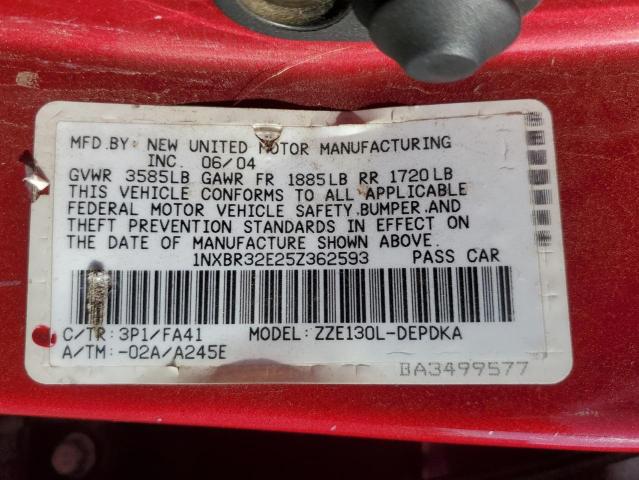 MFD.BY: NEW UNITED MOTOR MANUFACTURING
INC. 06/04
GVWR 3585LB GAWR FR 1885LB RR 1720LB
THIS VEHICLE CONFORMS TO ALL APPLICABLE
FEDERAL MOTOR VEHICLE SAFETY,BUMPER,AND
THEFT PREVENTION STANDARDS IN EFFECT ON
THE DATE OF MANUFACTURE SHOWN ABOVE.
1NXBR32E25Z362593 PASS CAR
C/TR:3P1/FA41 MODEL:ZZE130L-DEPDKA
A/TM:-02A/A245E
BA3499577